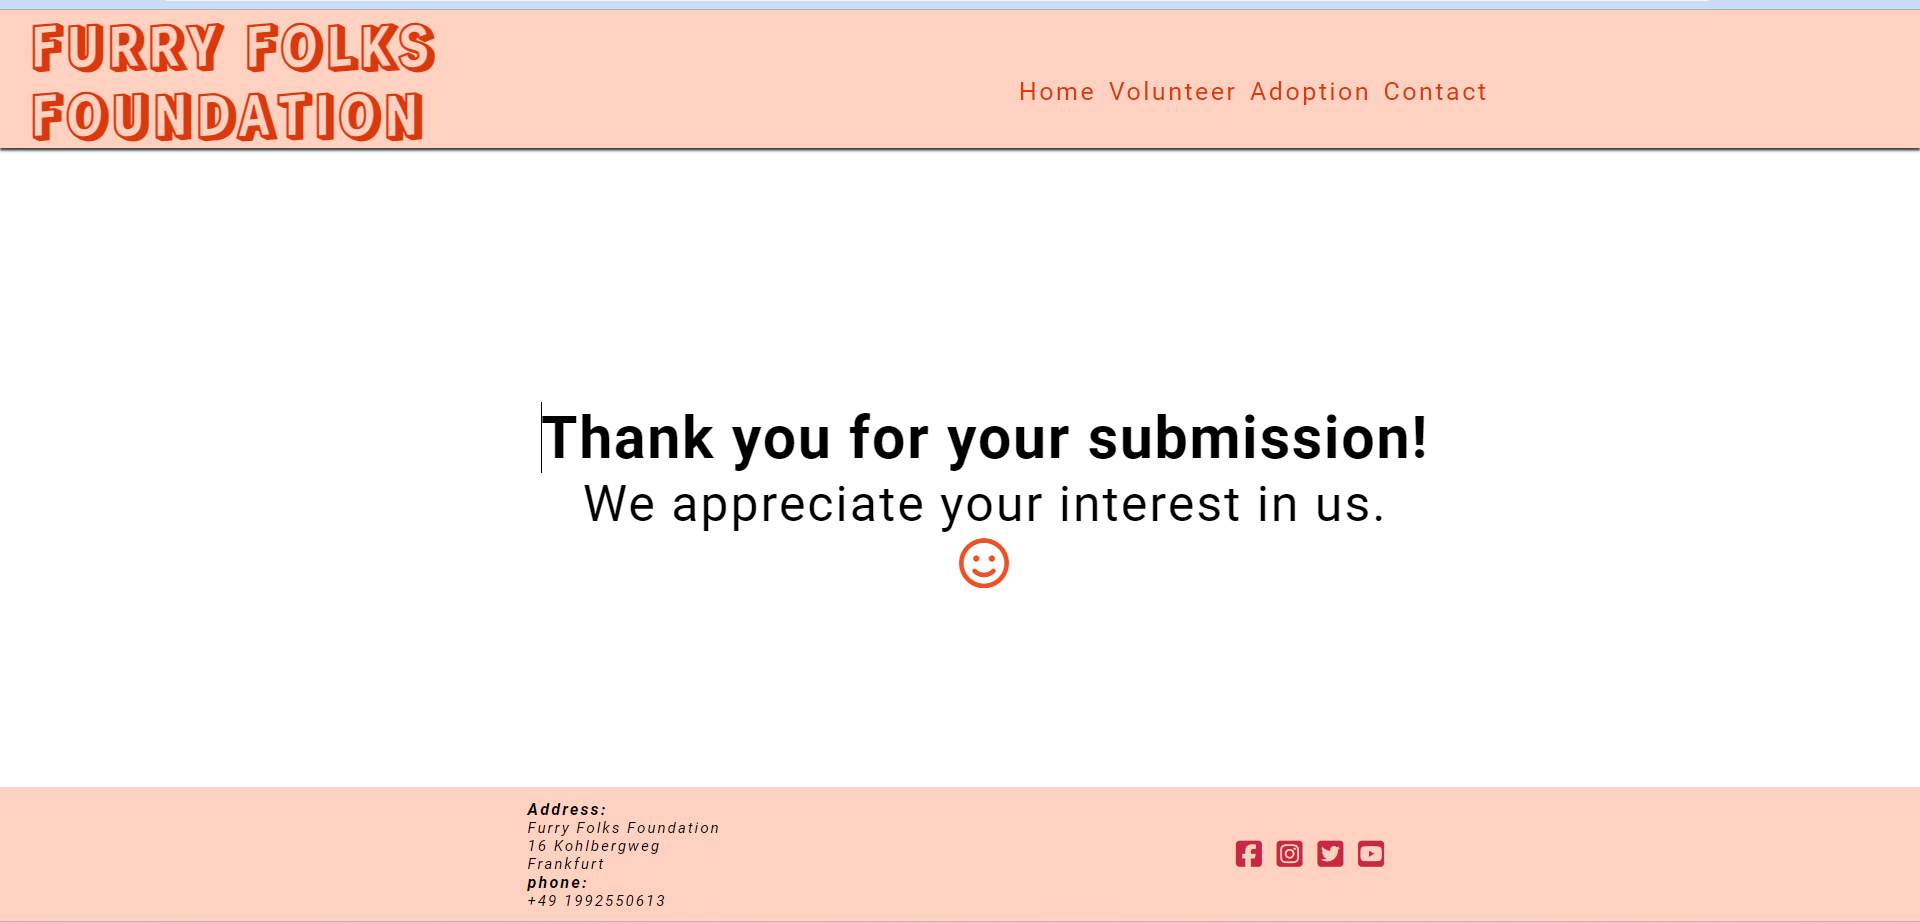 FURRY FOLKS
FOUNDATION
Home Volunteer Adoption Contact
Thank you for your submission!
We appreciate your interest in us.
Address:
Furry Folks Foundation
16 Kohlbergweg
Frankfurt
phone:
+49 1992550613